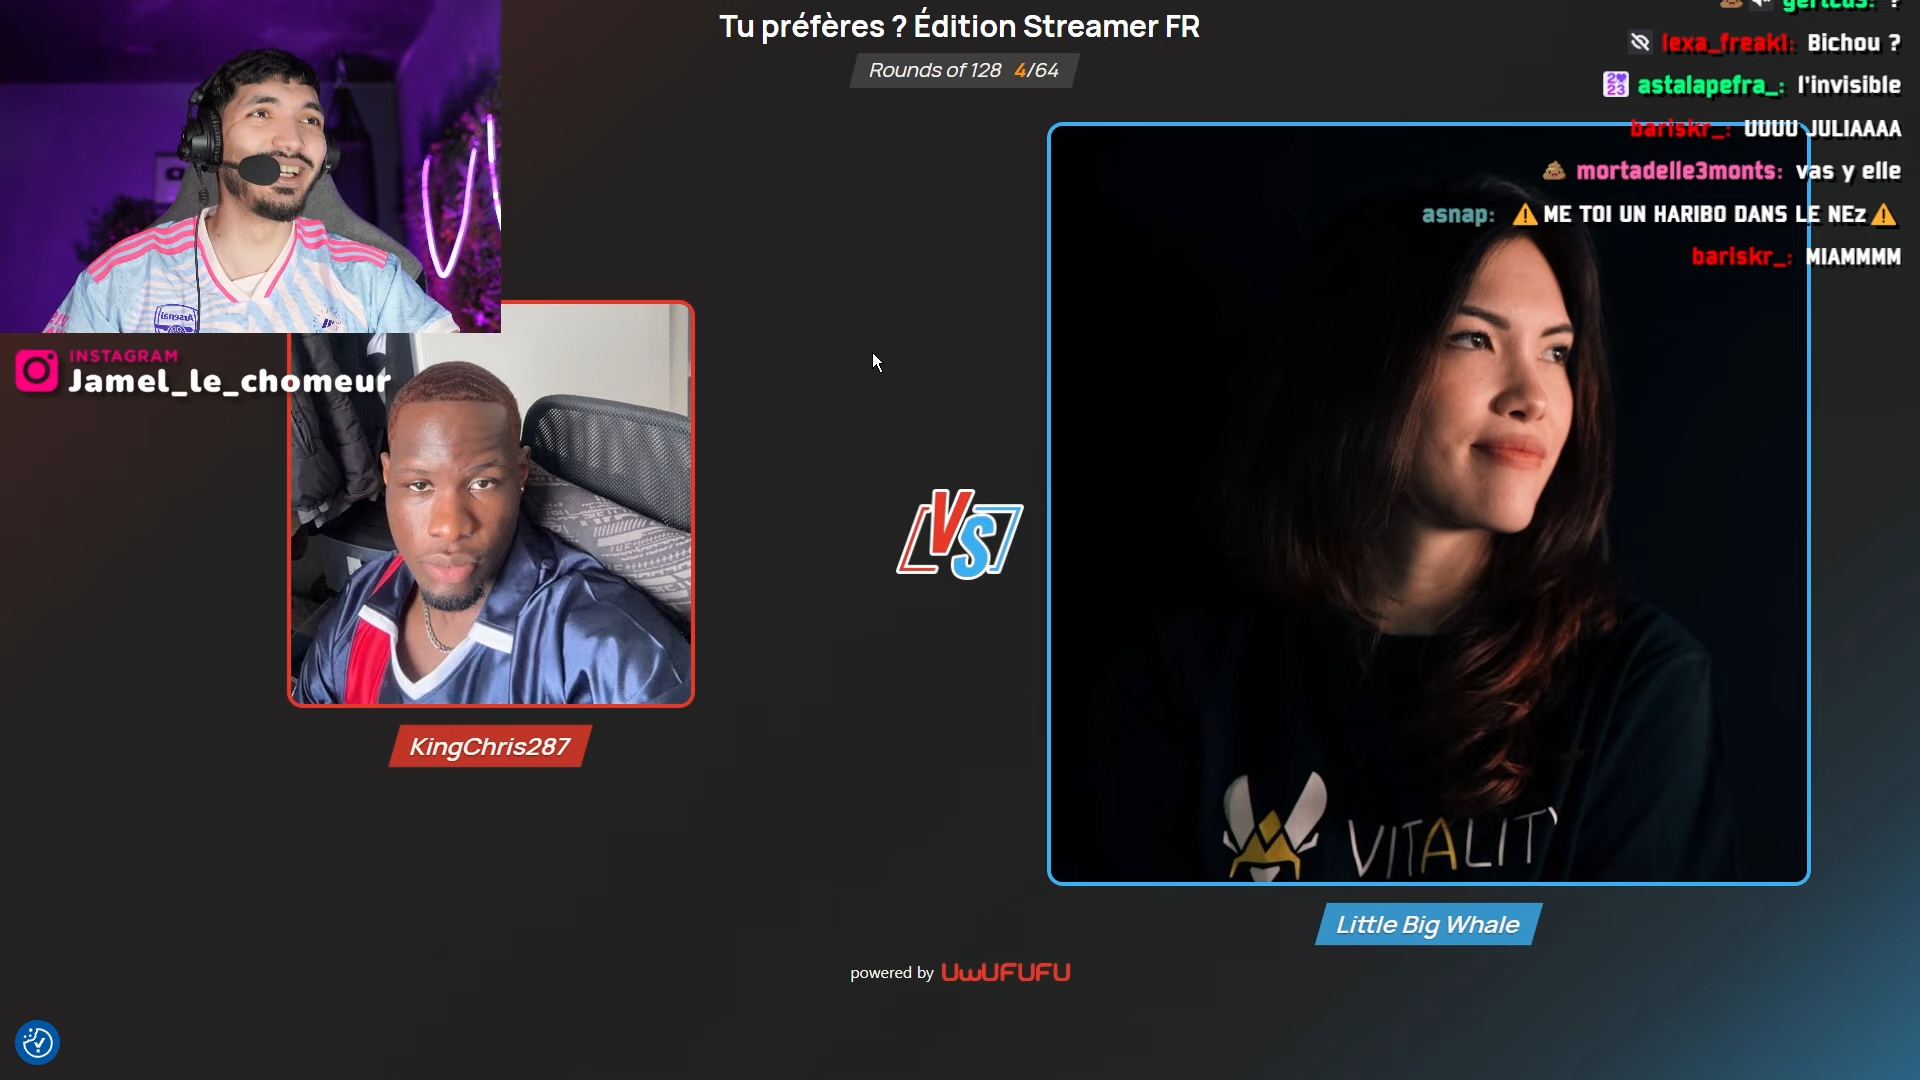 Tu préfères ? Édition Streamer FR
Rounds of 128 4/64
lexa_freak1: Bichou ?
astalapefra_: l'invisible
bariskr_: UUUU JULIAAAA
mortadelle3monts: vas y elle
asnap: ⚠️ME TOI UN HARIBO DANS LE NEz⚠️
bariskr_: MIAMMMM
INSTAGRAM
Jamel_le_chomeur
VS
KingChris287
VITALIT
Little Big Whale
powered by UwUFUFU